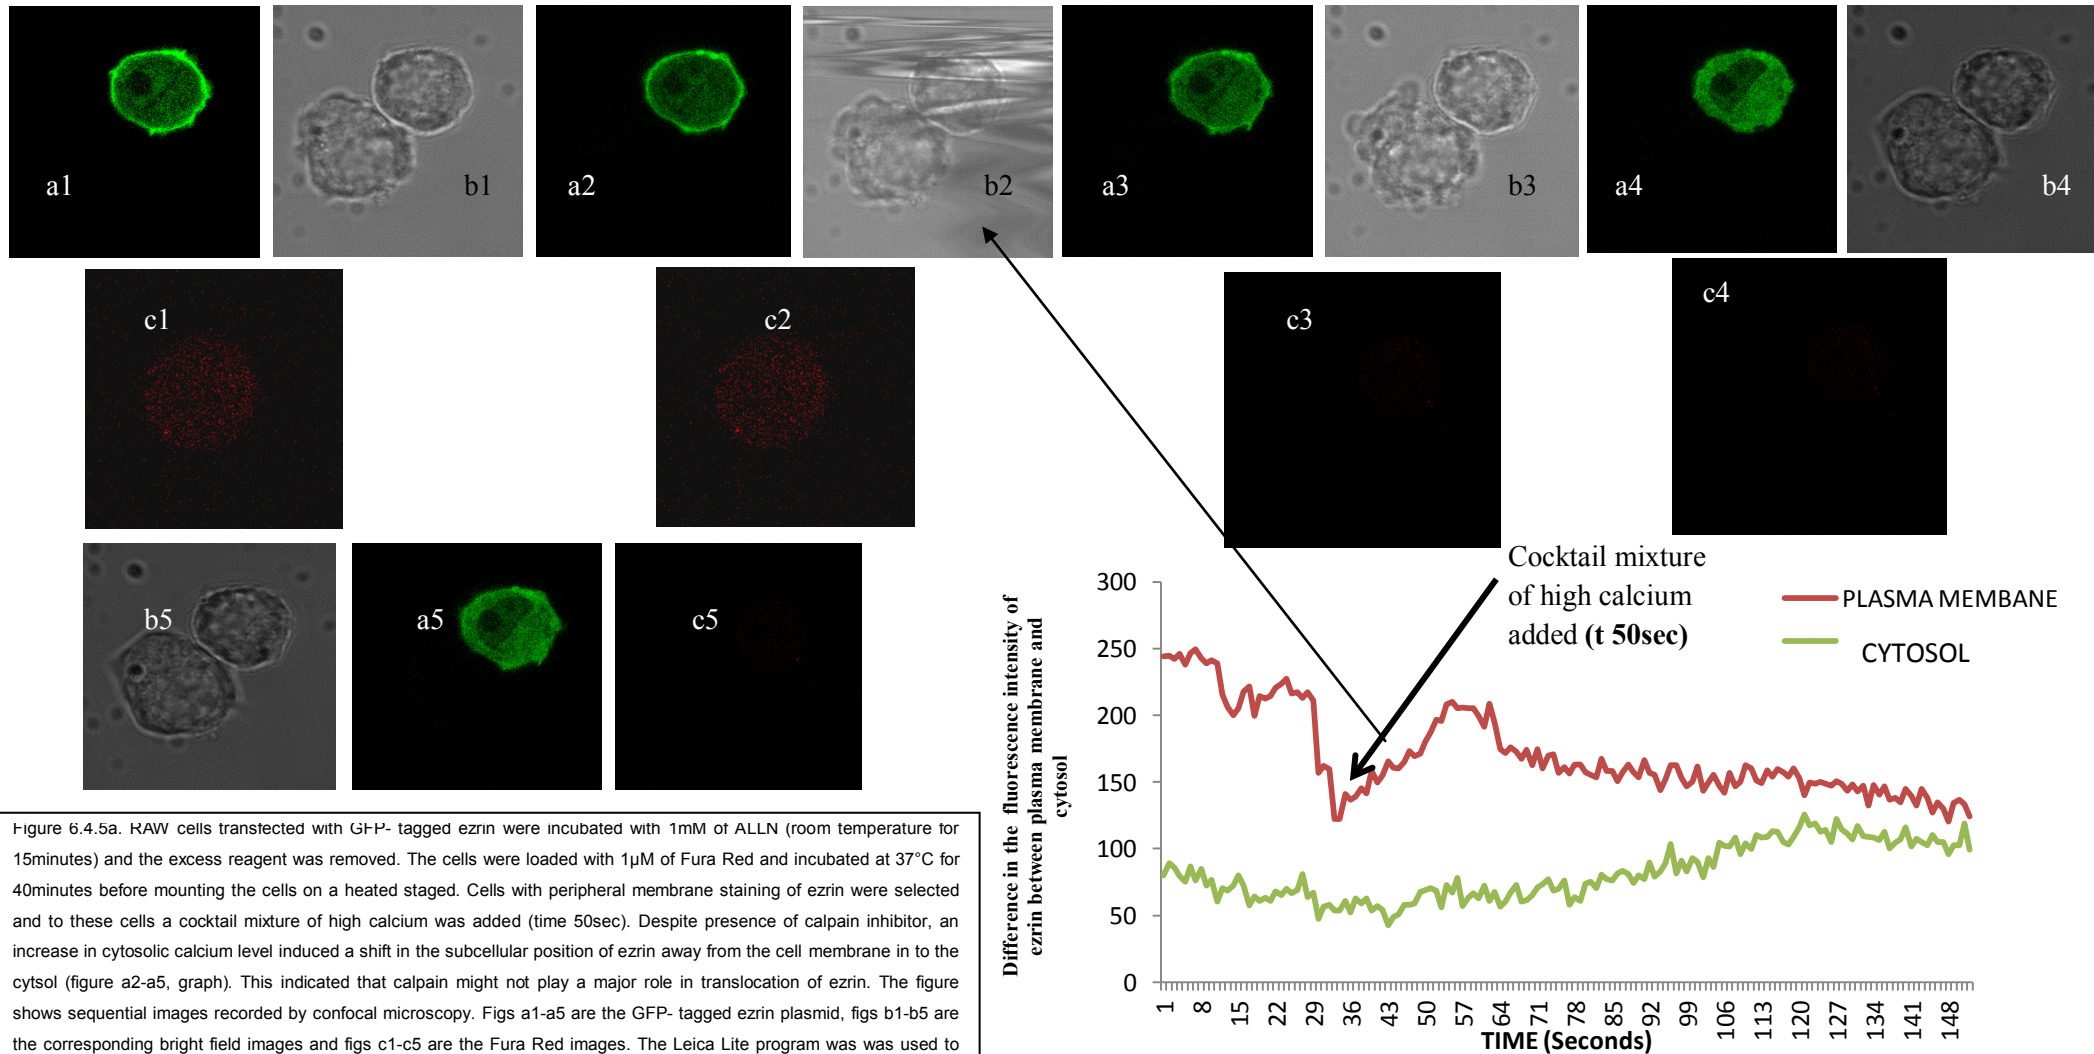 a1
b1
a2
b2
a3
b3
a4
b4
c1
c2
c3
c4
b5
a5
c5
Cocktail mixture
of high calcium
added (t 50sec)
PLASMA MEMBANE
CYTOSOL
Difference in the fluorescence intensity of
ezrin between plasma membrane and
cytosol
300
250
200
150
100
50
0
1 8 15 22 29 36 43 50 57 64 71 78 85 92 99 106 113 120 127 134 141 148
TIME (Seconds)
Figure 6.4.5a. RAW cells transfected with GFP- tagged ezrin were incubated with 1mM of ALLN (room temperature for
15minutes) and the excess reagent was removed. The cells were loaded with 1µM of Fura Red and incubated at 37°C for
40minutes before mounting the cells on a heated staged. Cells with peripheral membrane staining of ezrin were selected
and to these cells a cocktail mixture of high calcium was added (time 50sec). Despite presence of calpain inhibitor, an
increase in cytosolic calcium level induced a shift in the subcellular position of ezrin away from the cell membrane in to the
cytsol (figure a2-a5, graph). This indicated that calpain might not play a major role in translocation of ezrin. The figure
shows sequential images recorded by confocal microscopy. Figs a1-a5 are the GFP- tagged ezrin plasmid, figs b1-b5 are
the corresponding bright field images and figs c1-c5 are the Fura Red images. The Leica Lite program was was used to